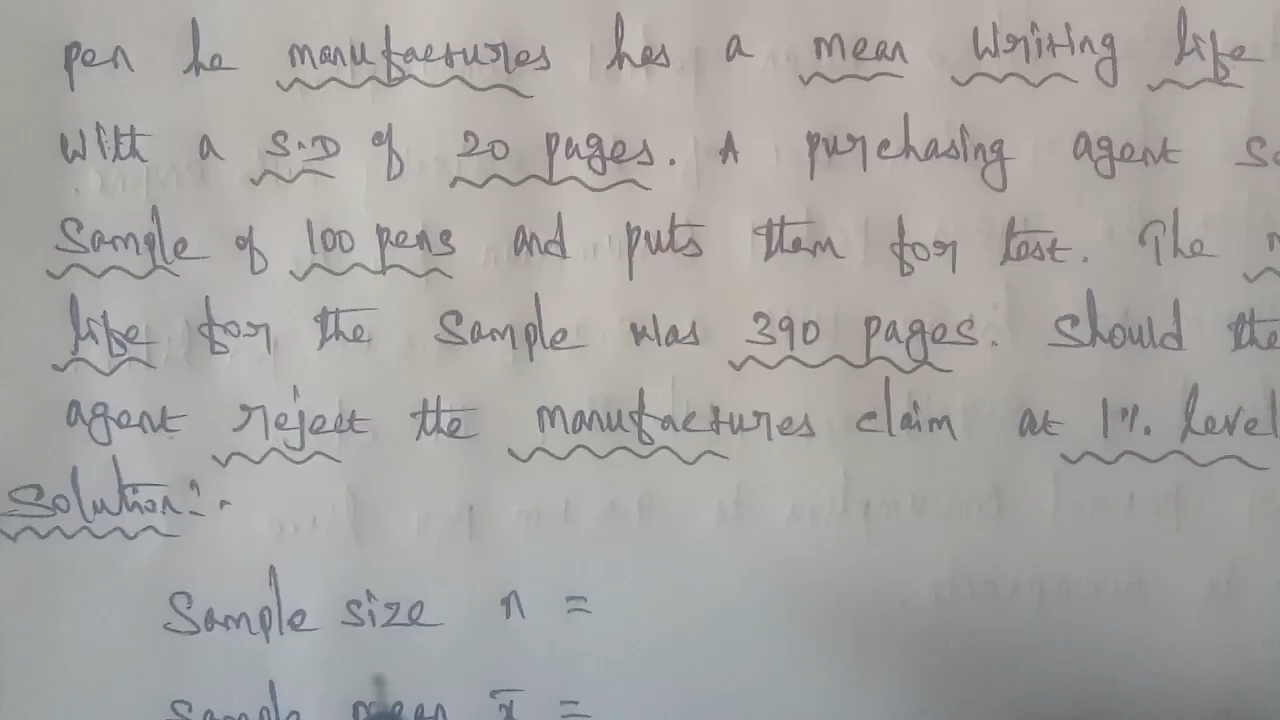 pen he manufactures has a mean writing life
with a S.D of 20 pages. A purchasing agent
Sample of 100 pens and puts them for test. The
life for the sample was 390 pages. Should the
agent reject the manufactures claim at 1% level
Solution:-
Sample size n =
Sample mean x̄ =